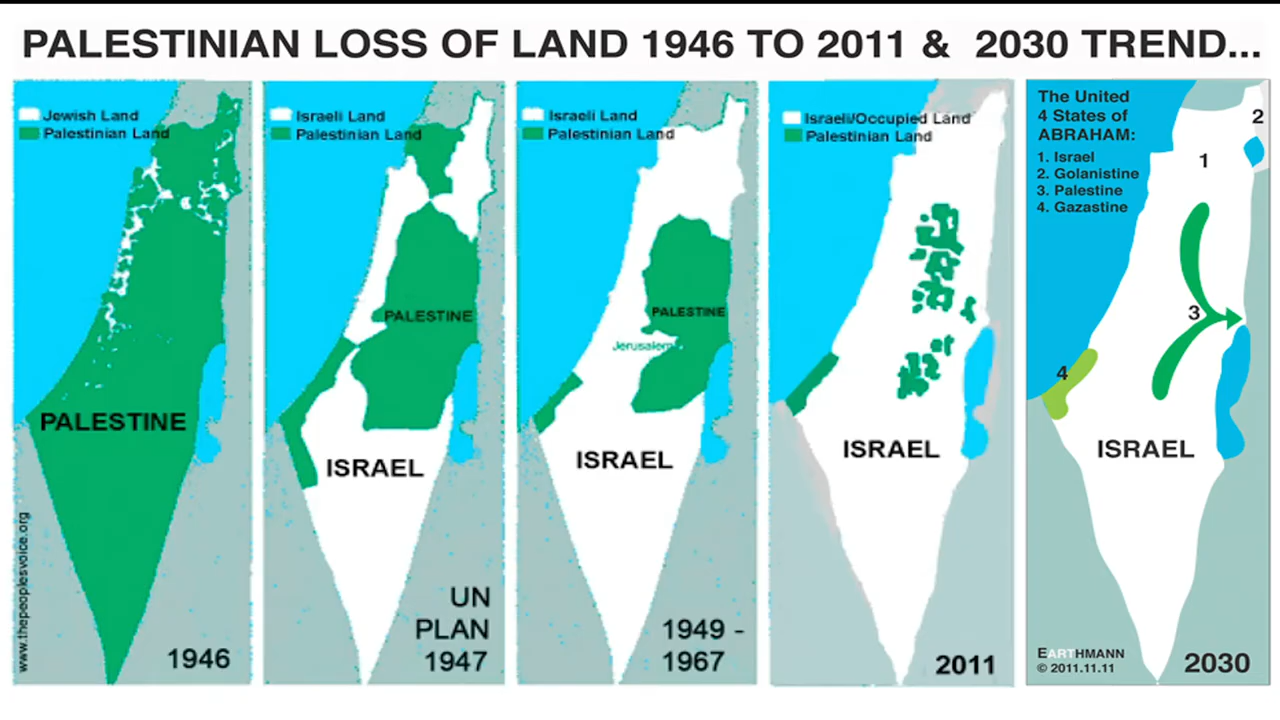 PALESTINIAN LOSS OF LAND 1946 TO 2011 & 2030 TREND...
Jewish Land
Palestinian Land
PALESTINE
www.thepeoplesvoice.org
1946
Israeli Land
Palestinian Land
PALESTINE
ISRAEL
UN
PLAN
1947
Israeli Land
Palestinian Land
PALESTINE
Jerusalem
ISRAEL
1949 -
1967
Israeli/Occupied Land
Palestinian Land
ISRAEL
2011
The United
4 States of
ABRAHAM:
1. Israel
2. Golanistine
3. Palestine
4. Gazastine
2
1
3
4
ISRAEL
EARTHMANN
© 2011.11.11
2030